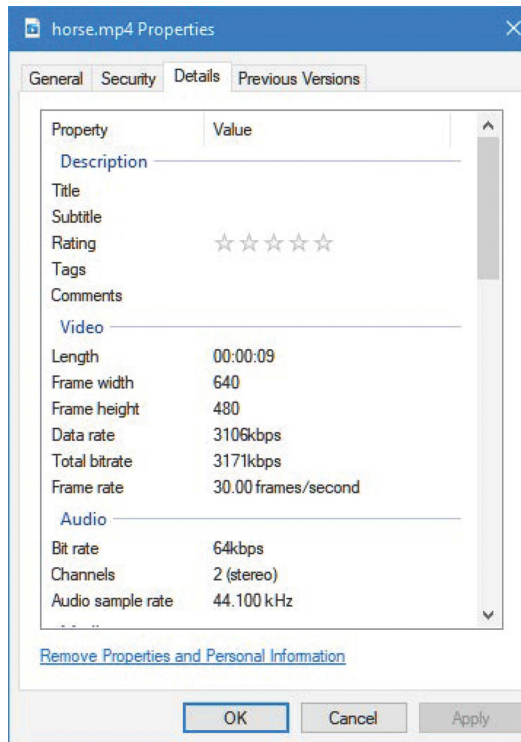 horse.mp4 Properties
General Security Details Previous Versions
Property Value
Description
Title
Subtitle
Rating
Tags
Comments
Video
Length 00:00:09
Frame width 640
Frame height 480
Data rate 3106kbps
Total bitrate 3171kbps
Frame rate 30.00 frames/second
Audio
Bit rate 64kbps
Channels 2 (stereo)
Audio sample rate 44.100 kHz
Remove Properties and Personal Information
OK Cancel Apply